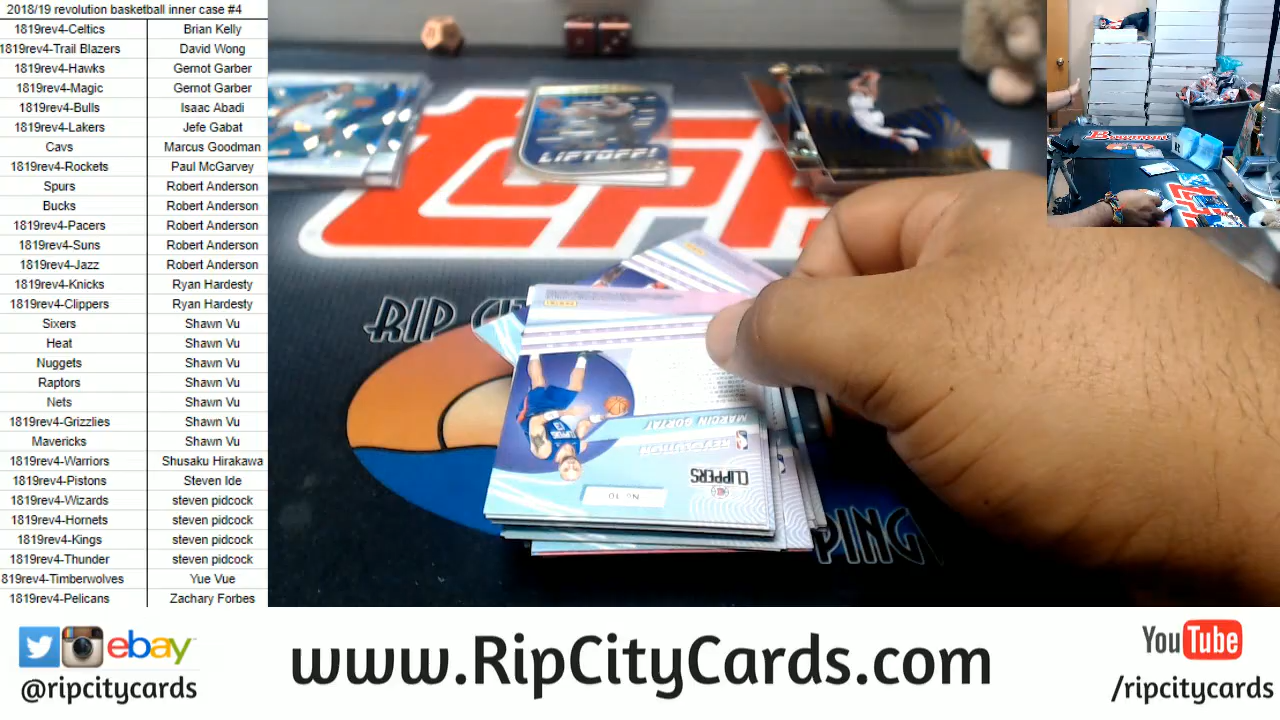 2018/19 revolution basketball inner case #4
1819rev4-Celtics Brian Kelly
1819rev4-Trail Blazers David Wong
1819rev4-Hawks Gernot Garber
1819rev4-Magic Gernot Garber
1819rev4-Bulls Isaac Abadi
1819rev4-Lakers Jefe Gabat
Cavs Marcus Goodman
1819rev4-Rockets Paul McGarvey
Spurs Robert Anderson
Bucks Robert Anderson
1819rev4-Pacers Robert Anderson
1819rev4-Suns Robert Anderson
1819rev4-Jazz Robert Anderson
1819rev4-Knicks Ryan Hardesty
1819rev4-Clippers Ryan Hardesty
Sixers Shawn Vu
Heat Shawn Vu
Nuggets Shawn Vu
Raptors Shawn Vu
Nets Shawn Vu
1819rev4-Grizzlies Shawn Vu
Mavericks Shawn Vu
1819rev4-Warriors Shusaku Hirakawa
1819rev4-Pistons Steven Ide
1819rev4-Wizards steven pidcock
1819rev4-Hornets steven pidcock
1819rev4-Kings steven pidcock
1819rev4-Thunder steven pidcock
819rev4-Timberwolves Yue Vue
1819rev4-Pelicans Zachary Forbes
LIFTOFF!
RIP
PING
MARCIN GORTAT
REVOLUTION
CLIPPERS
No. 10
ebay
@ripcitycards
www.RipCityCards.com
YouTube
/ripcitycards